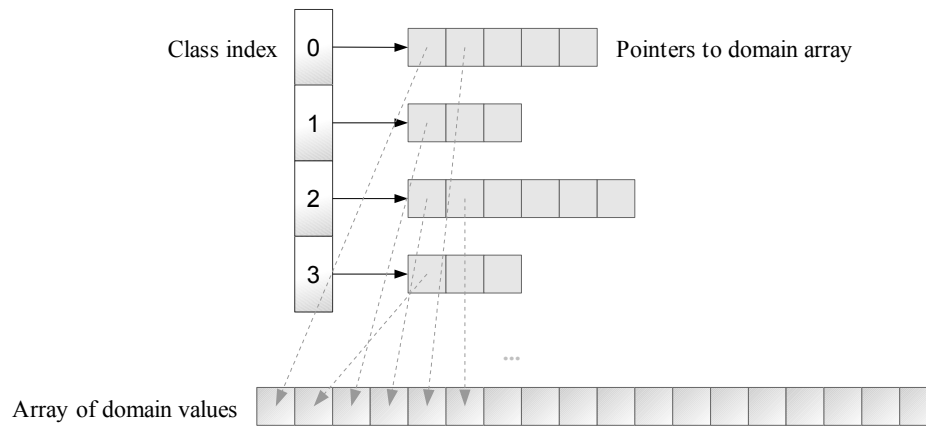 Class index
0
Pointers to domain array
1
2
3
...
Array of domain values